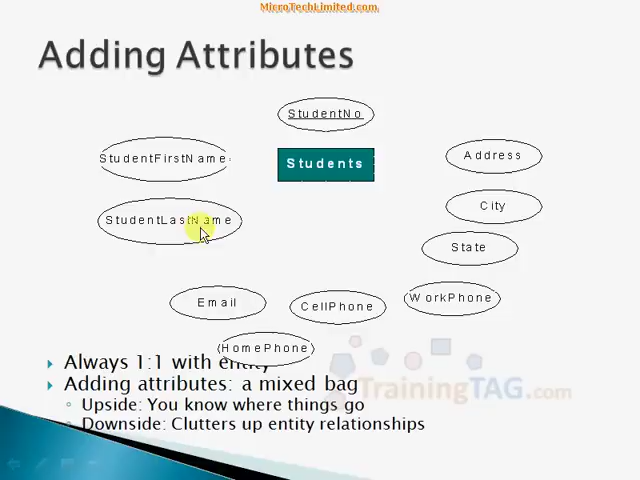 MicroTechLimited.com
Adding Attributes
StudentNo
StudentFirstName
Students
Address
City
StudentLastName
State
Email
CellPhone
WorkPhone
HomePhone
Always 1:1 with entity
Adding attributes: a mixed bag
TrainingTAG.com
Upside: You know where things go
Downside: Clutters up entity relationships